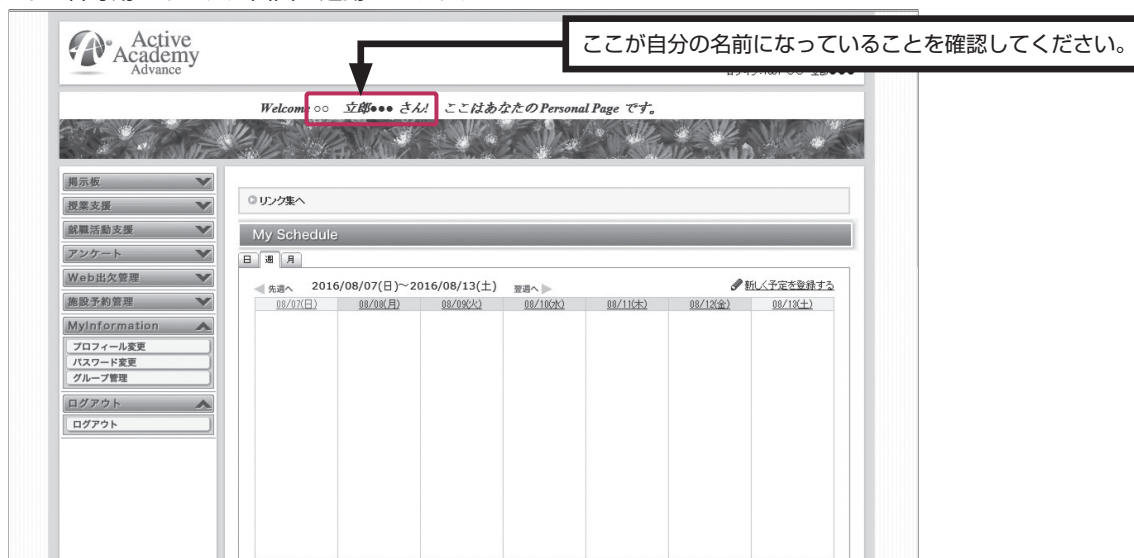 Active
Academy
Advance
ここが自分の名前になっていることを確認してください。
Welcome ○○ 立郎●●● さん! ここはあなたの Personal Page です。
掲示板
授業支援
就職活動支援
アンケート
Web出欠管理
施設予約管理
MyInformation
プロフィール変更
パスワード変更
グループ管理
ログアウト
ログアウト
リンク集へ
My Schedule
日 週 月
先週へ 2016/08/07(日)~2016/08/13(土) 翌週へ 新しく予定を登録する
08/07(日) 08/08(月) 08/09(火) 08/10(水) 08/11(木) 08/12(金) 08/13(土)